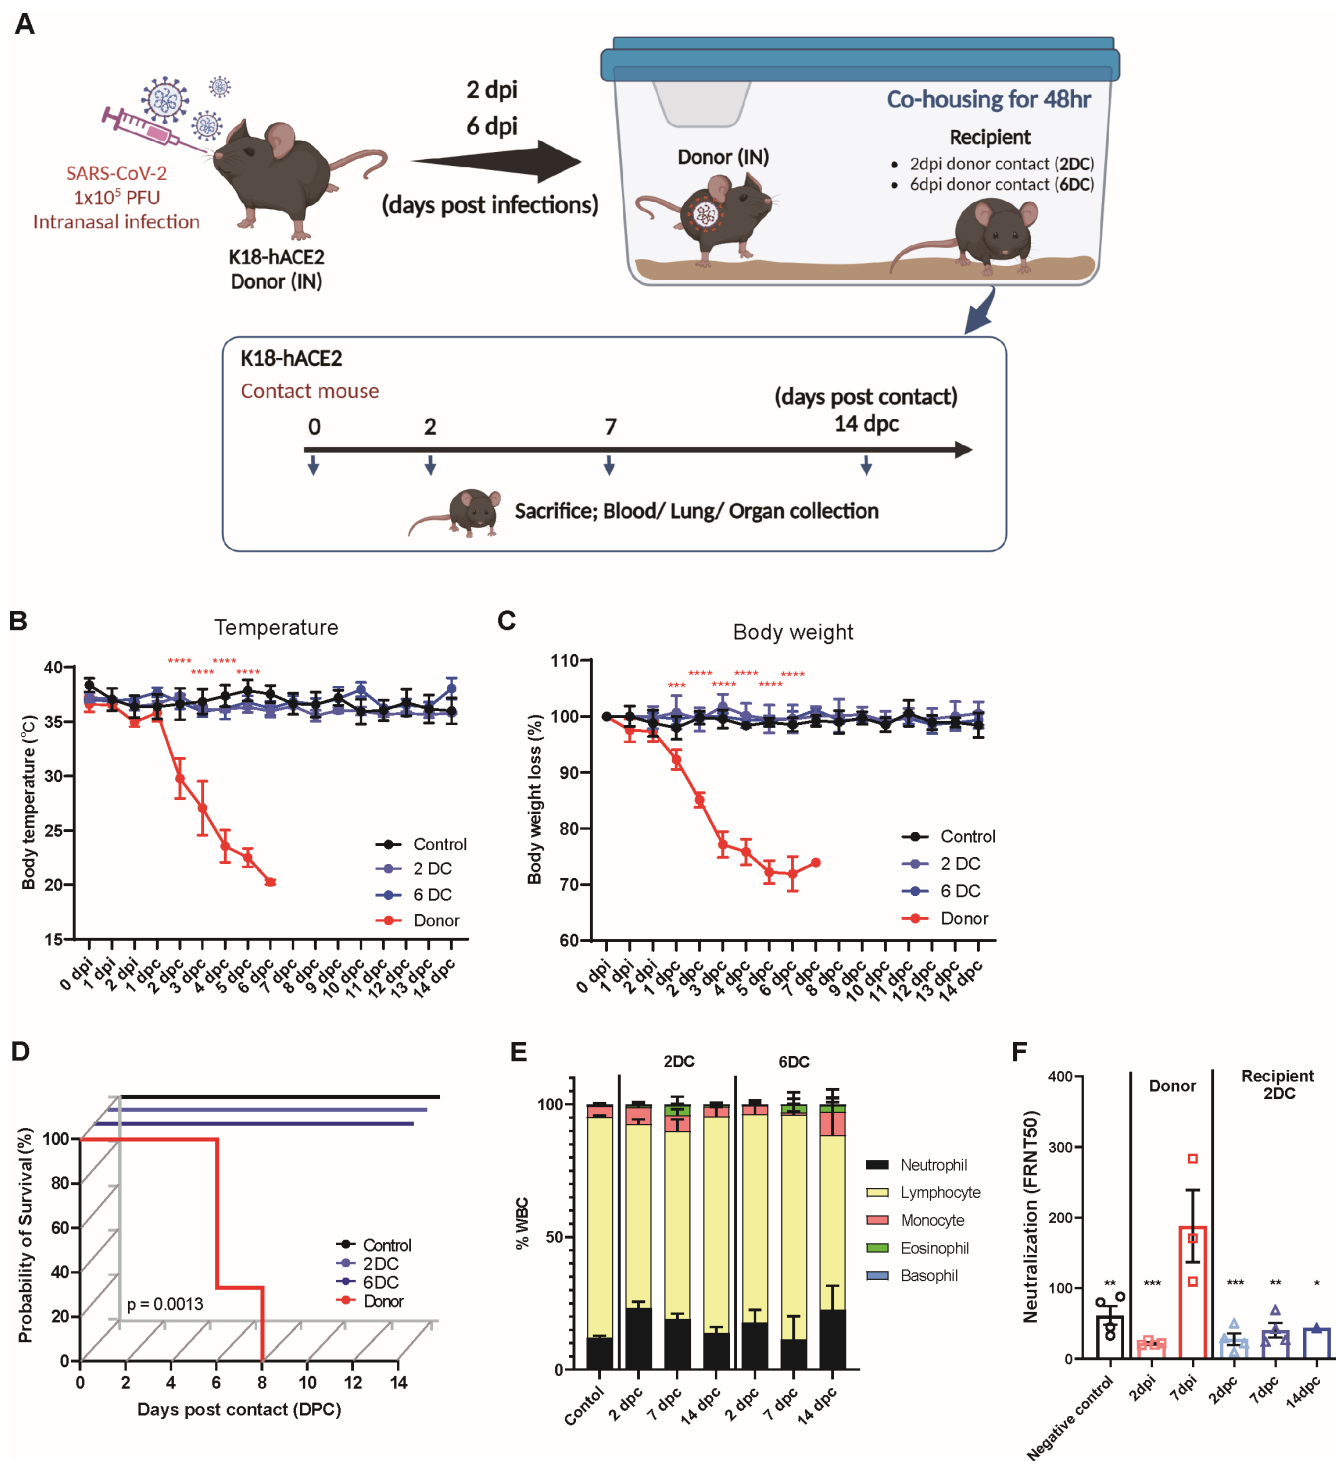 A
SARS-CoV-2
1x10⁵ PFU
Intranasal infection
K18-hACE2
Donor (IN)
2 dpi
6 dpi
(days post infections)
Co-housing for 48hr
Recipient
• 2dpi donor contact (2DC)
• 6dpi donor contact (6DC)
Donor (IN)
K18-hACE2
Contact mouse
(days post contact)
0 2 7 14 dpc
Sacrifice; Blood/ Lung/ Organ collection
B
Temperature
**** **** **** ****
Body temperature (°C)
40
35
30
25
20
15
Control
2 DC
6 DC
Donor
0 dpi 1 dpi 2 dpi 1 dpc 2 dpc 3 dpc 4 dpc 5 dpc 6 dpc 7 dpc 8 dpc 9 dpc 10 dpc 11 dpc 12 dpc 13 dpc 14 dpc
C
Body weight
*** **** **** **** **** ****
Body weight loss (%)
110
100
90
80
70
60
Control
2 DC
6 DC
Donor
0 dpi 1 dpi 2 dpi 1 dpc 2 dpc 3 dpc 4 dpc 5 dpc 6 dpc 7 dpc 8 dpc 9 dpc 10 dpc 11 dpc 12 dpc 13 dpc 14 dpc
D
Probability of Survival (%)
100
80
60
40
20
0
Control
2 DC
6 DC
Donor
p = 0.0013
0 2 4 6 8 10 12 14
Days post contact (DPC)
E
2DC 6DC
% WBC
100
50
0
Neutrophil
Lymphocyte
Monocyte
Eosinophil
Basophil
Contol 2 dpc 7 dpc 14 dpc 2 dpc 7 dpc 14 dpc
F
Neutralization (FRNT50)
400
300
200
100
0
Donor
Recipient
2DC
** *** *** ** *
Negative control 2dpi 7dpi 2dpc 7dpc 14dpc